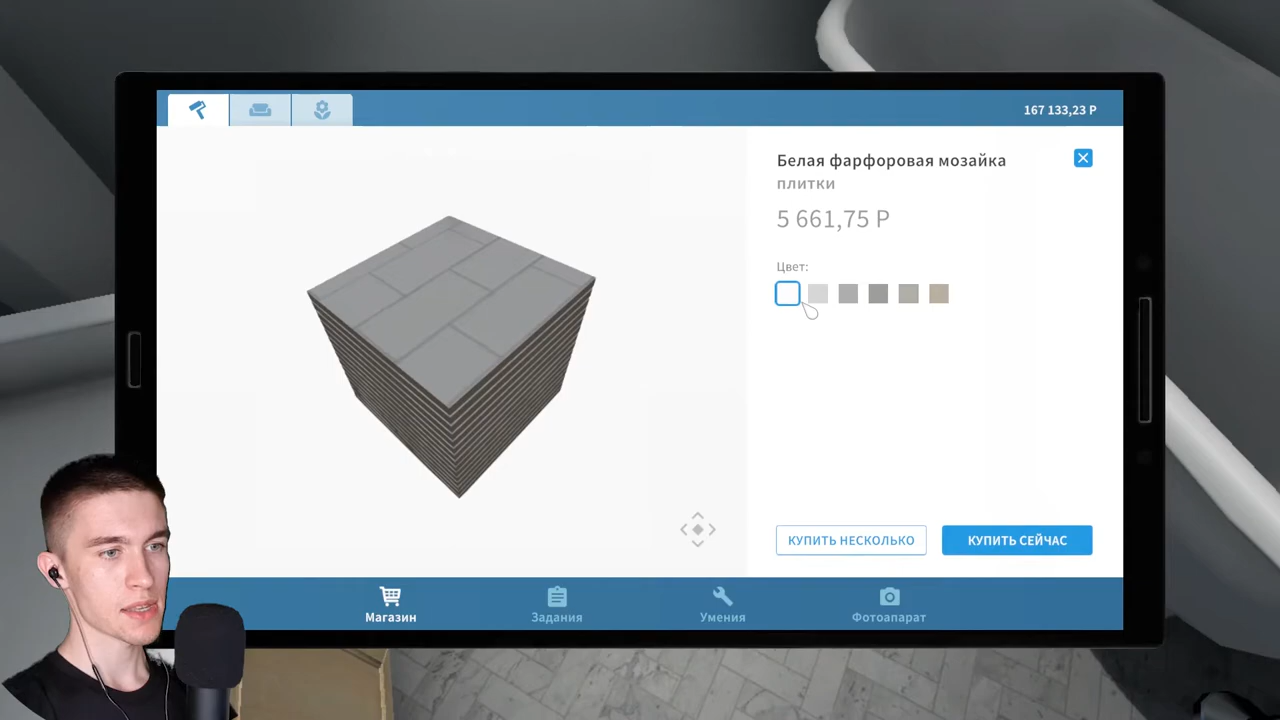 167 133,23 Р
Белая фарфоровая мозайка
плитки
5 661,75 Р
Цвет:
КУПИТЬ НЕСКОЛЬКО
КУПИТЬ СЕЙЧАС
Магазин
Задания
Умения
Фотоапарат